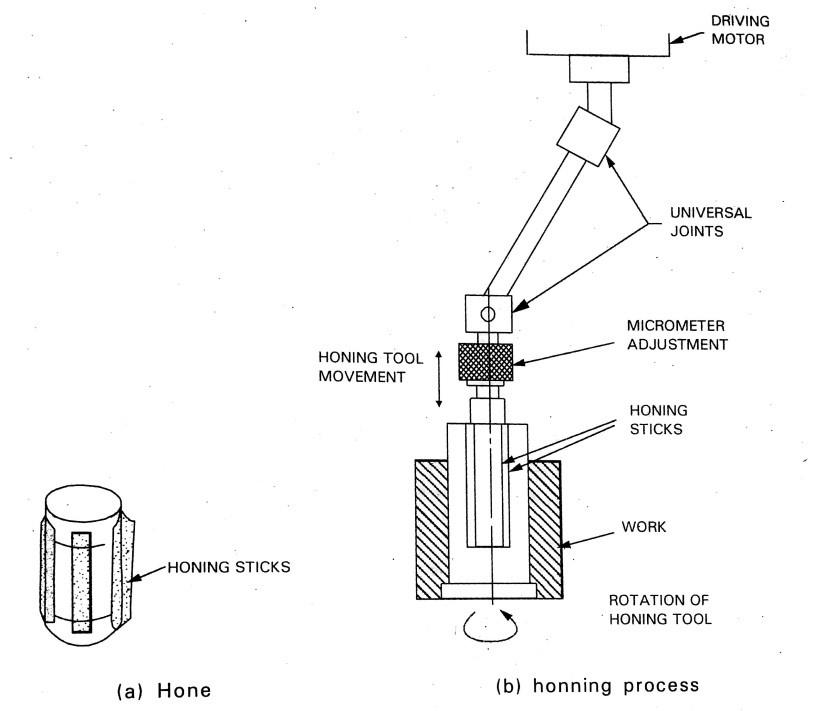 DRIVING
MOTOR
UNIVERSAL
JOINTS
MICROMETER
ADJUSTMENT
HONING TOOL
MOVEMENT
HONING
STICKS
WORK
HONING STICKS
ROTATION OF
HONING TOOL
(a) Hone
(b) honning process